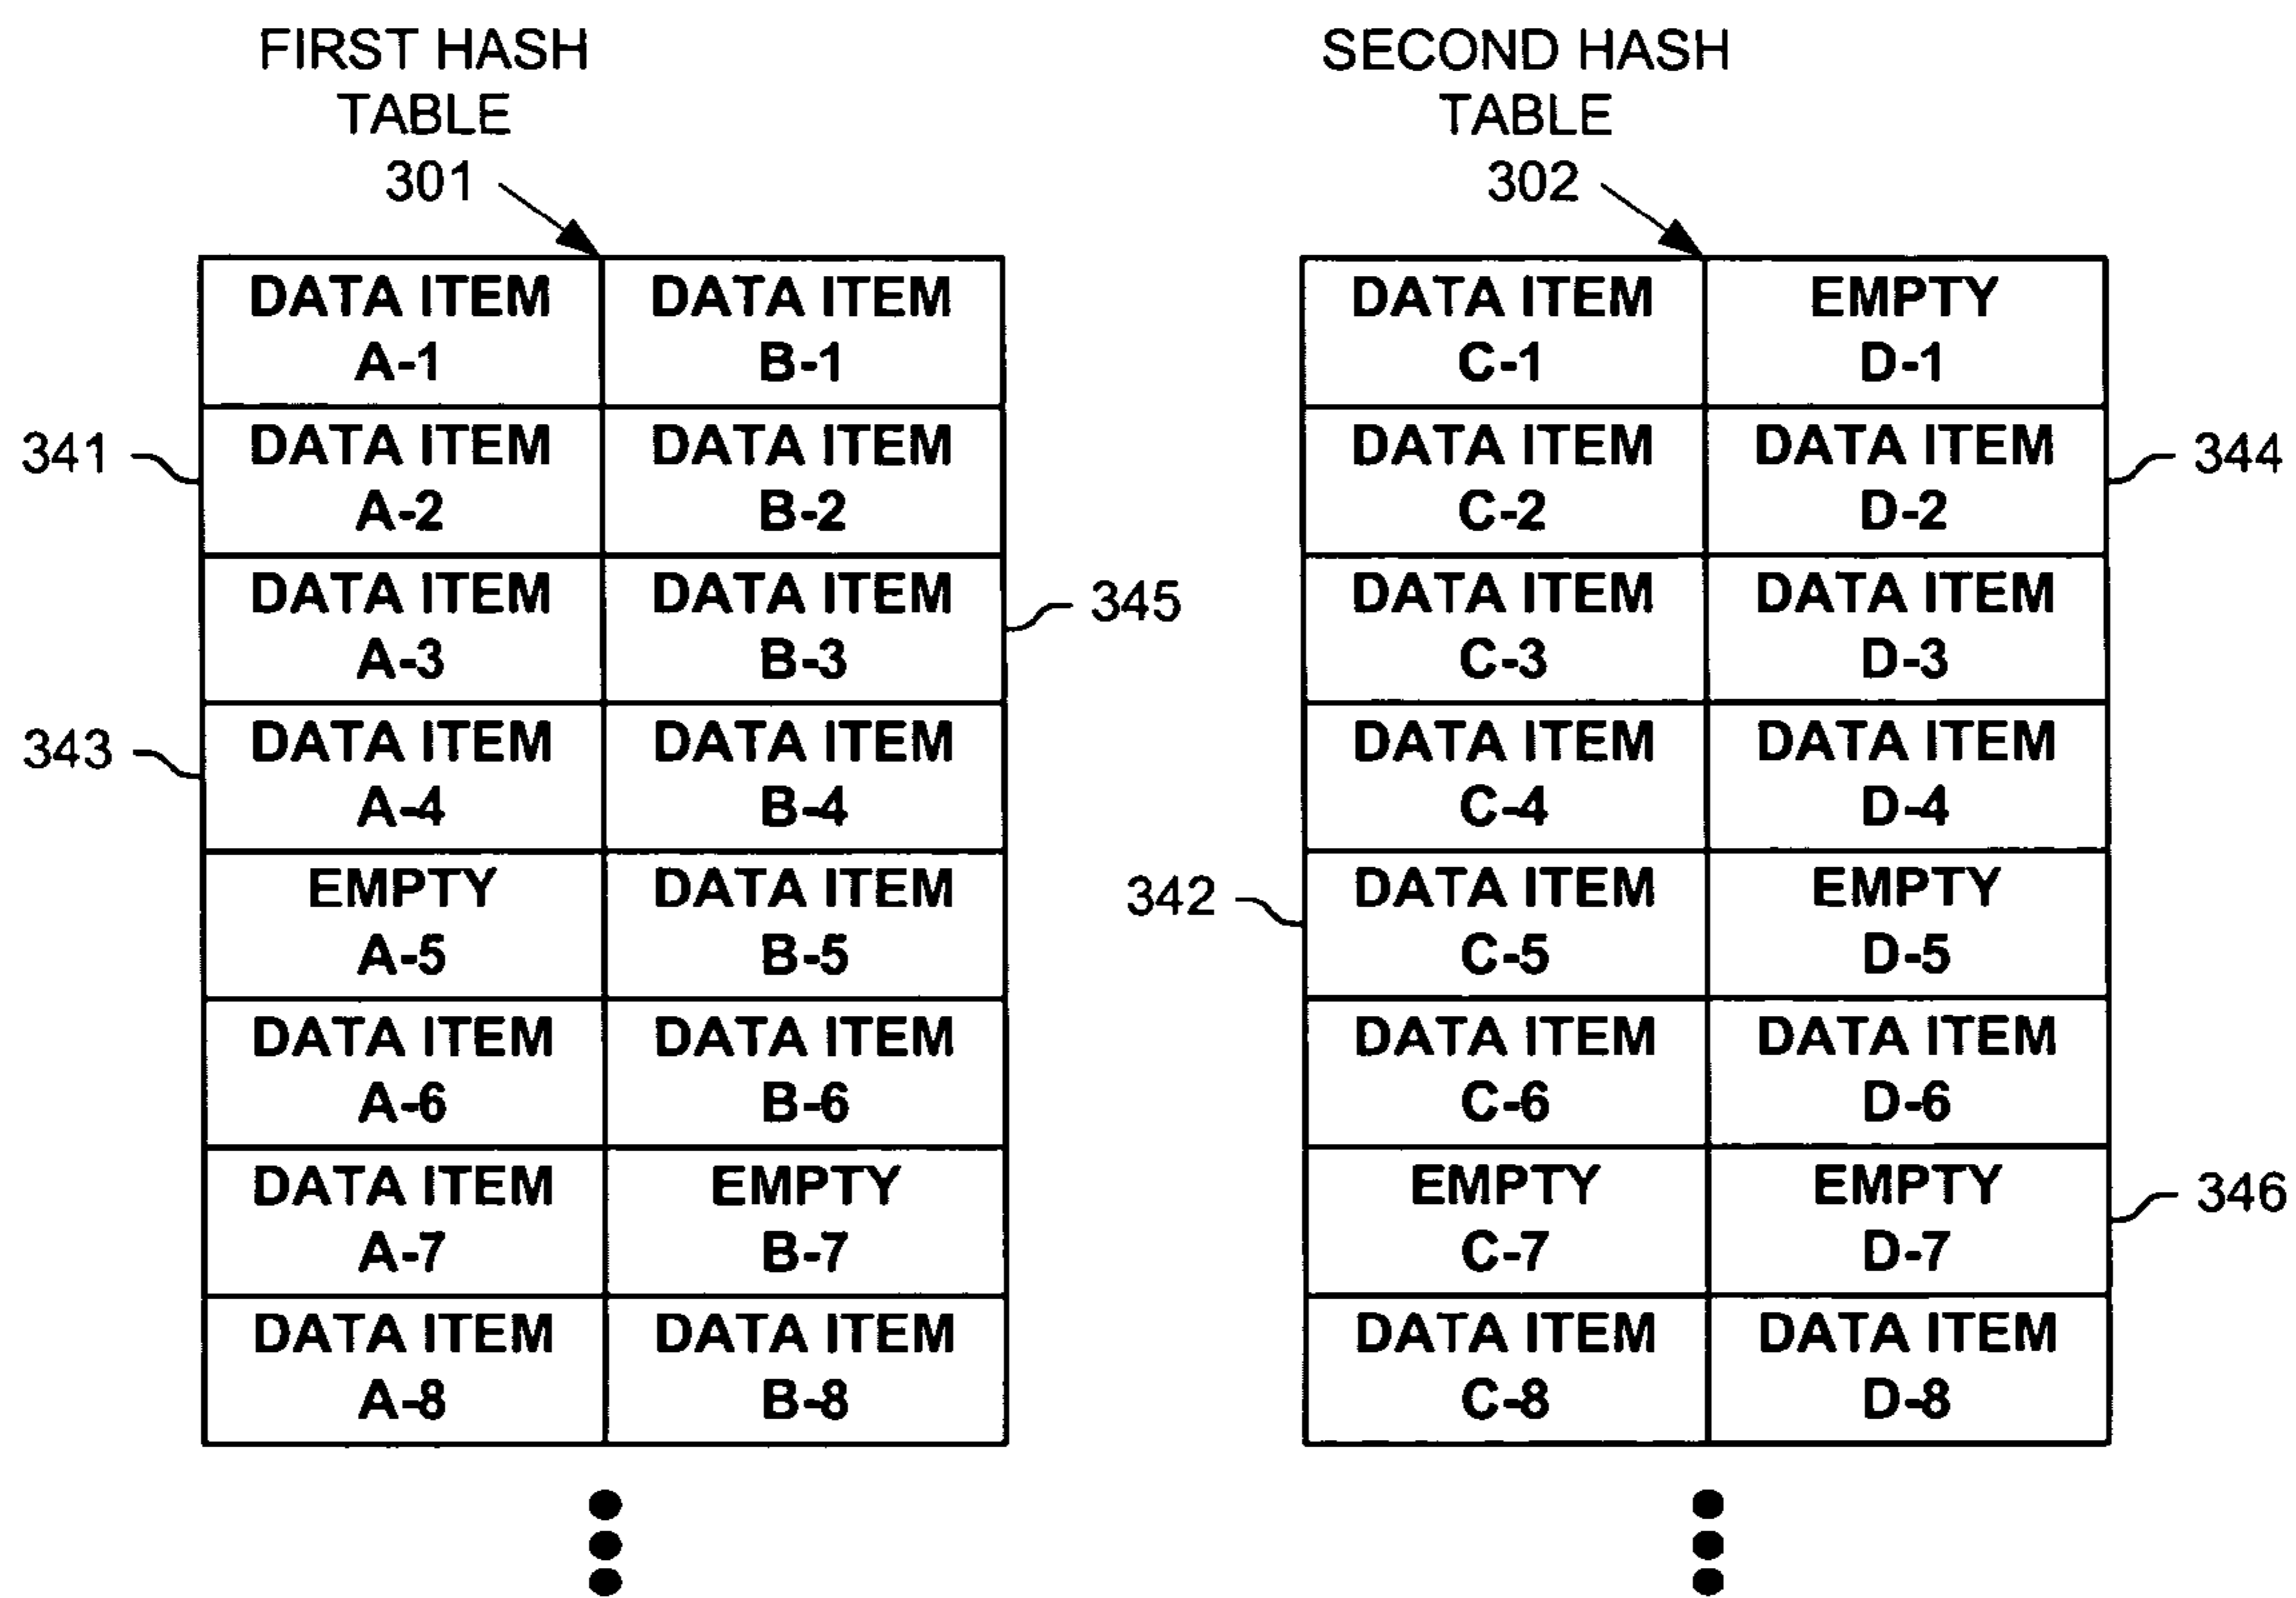 FIRST HASH
TABLE
301
SECOND HASH
TABLE
302
DATA ITEM
A-1
DATA ITEM
B-1
341
DATA ITEM
A-2
DATA ITEM
B-2
DATA ITEM
A-3
DATA ITEM
B-3
345
343
DATA ITEM
A-4
DATA ITEM
B-4
EMPTY
A-5
DATA ITEM
B-5
DATA ITEM
A-6
DATA ITEM
B-6
DATA ITEM
A-7
EMPTY
B-7
DATA ITEM
A-8
DATA ITEM
B-8
DATA ITEM
C-1
EMPTY
D-1
DATA ITEM
C-2
DATA ITEM
D-2
344
DATA ITEM
C-3
DATA ITEM
D-3
DATA ITEM
C-4
DATA ITEM
D-4
342
DATA ITEM
C-5
EMPTY
D-5
DATA ITEM
C-6
DATA ITEM
D-6
EMPTY
C-7
EMPTY
D-7
346
DATA ITEM
C-8
DATA ITEM
D-8